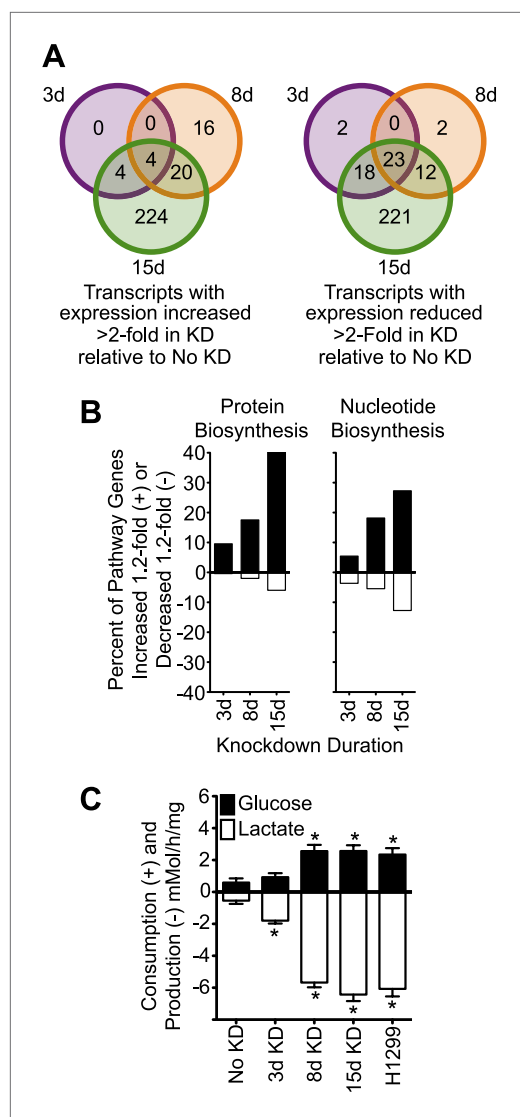 A
3d
8d
0
0
16
4
4
20
224
15d
Transcripts with
expression increased
>2-fold in KD
relative to No KD
3d
8d
2
0
2
18
23
12
221
15d
Transcripts with
expression reduced
>2-Fold in KD
relative to No KD
B
Protein
Biosynthesis
Nucleotide
Biosynthesis
Percent of Pathway Genes
Increased 1.2-fold (+) or
Decreased 1.2-fold (-)
40
30
20
10
0
-10
-20
-30
-40
3d
8d
15d
3d
8d
15d
Knockdown Duration
C
Glucose
Lactate
Consumption (+) and
Production (-) mMol/h/mg
6
4
2
0
-2
-4
-6
* * *
*
* * *
No KD
3d KD
8d KD
15d KD
H1299